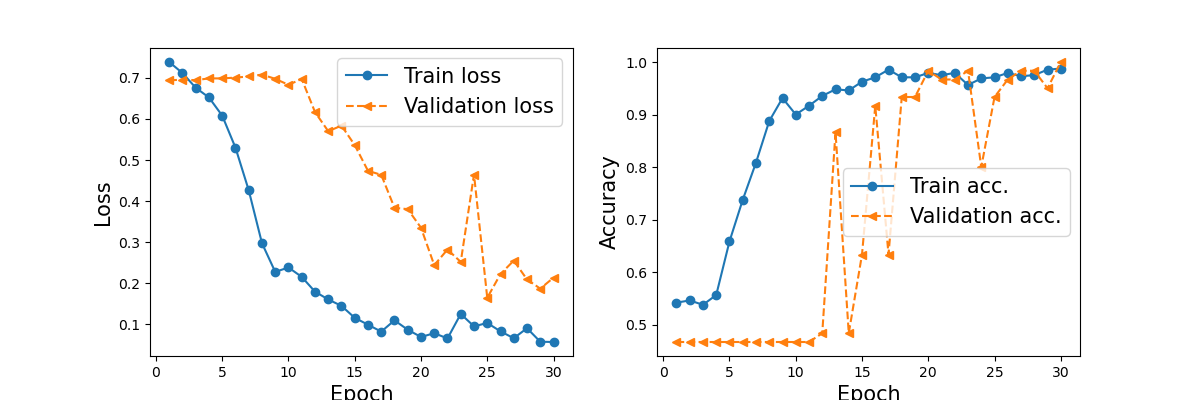 0.7
0.6
0.5
0.4
0.3
0.2
0.1
Loss
0 5 10 15 20 25 30
Epoch
Train loss
Validation loss
1.0
0.9
0.8
0.7
0.6
0.5
Accuracy
0 5 10 15 20 25 30
Epoch
Train acc.
Validation acc.